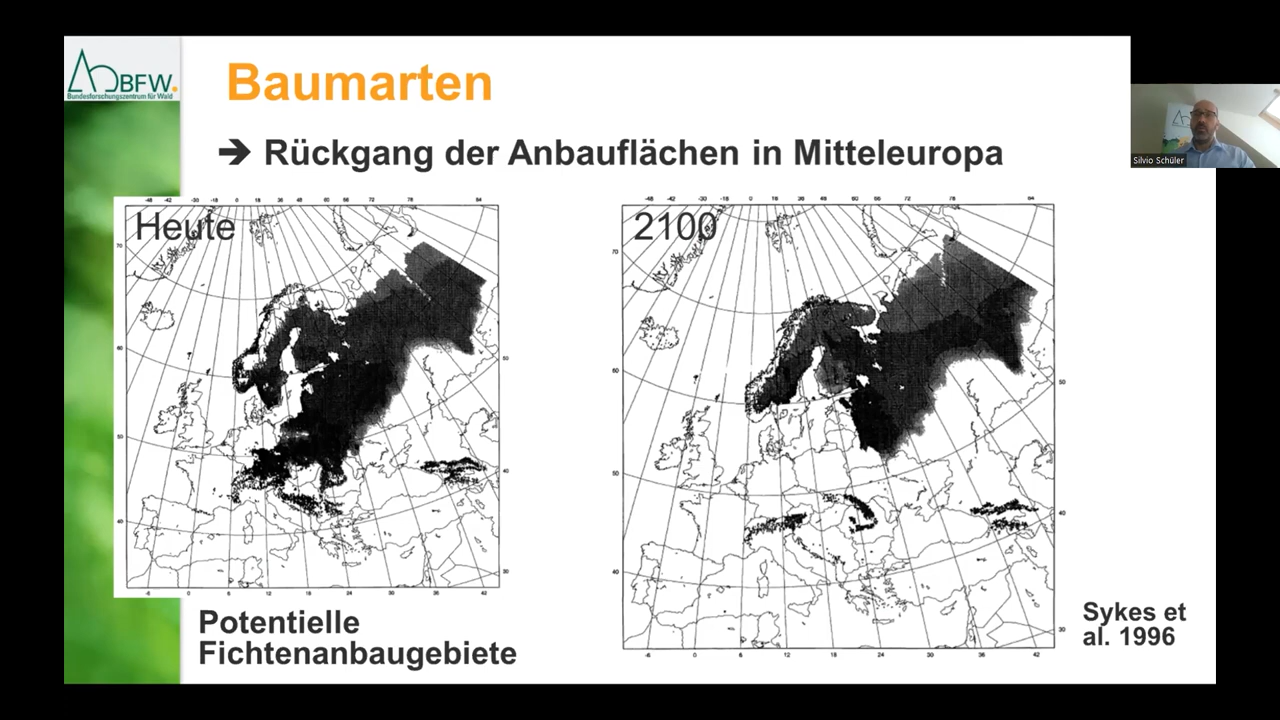 BFW.
Bundesforschungszentrum für Wald
Baumarten
➔ Rückgang der Anbauflächen in Mitteleuropa
Silvio Schüler
Heute
2100
Potentielle
Fichtenanbaugebiete
Sykes et
al. 1996